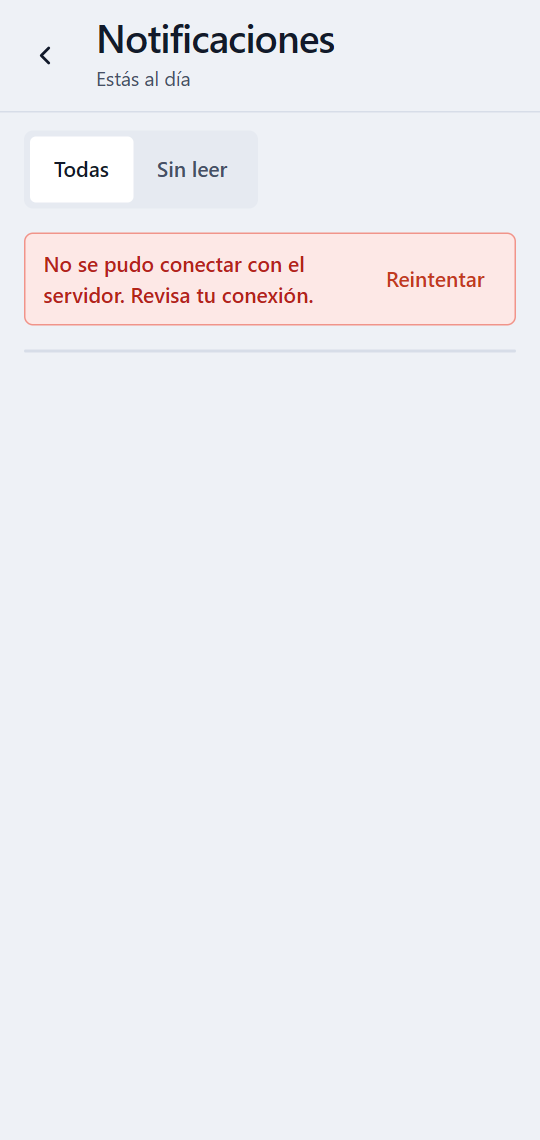 Notificaciones
Estás al día
Todas
Sin leer
No se pudo conectar con el
servidor. Revisa tu conexión.
Reintentar